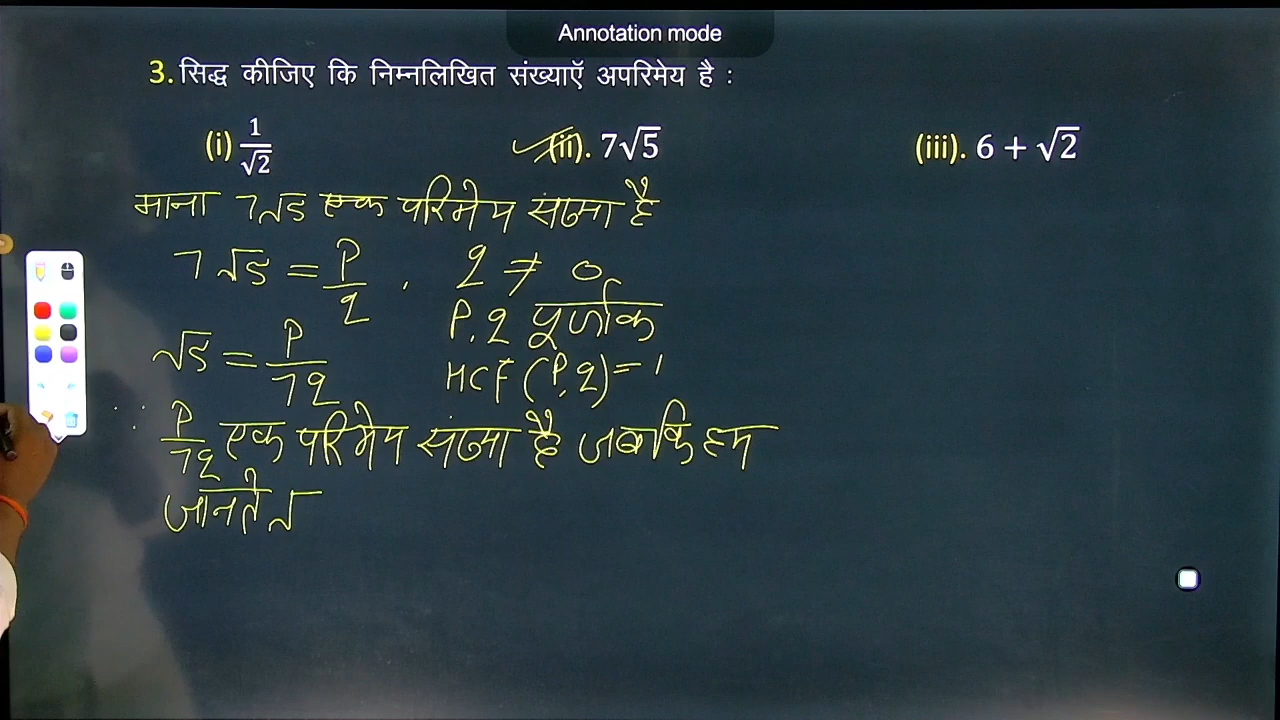 Annotation mode
3. सिद्ध कीजिए कि निम्नलिखित संख्याएँ अपरिमेय है :
(i) 1/√2 (ii). 7√5 (iii). 6 + √2
माना 7√5 एक परिमेय संख्या है
7√5 = P/q , q ≠ 0
P, q पूर्णांक
√5 = P/7q HCF (P, q) = 1
∴ P/7q एक परिमेय संख्या है जबकि हम
जानते √